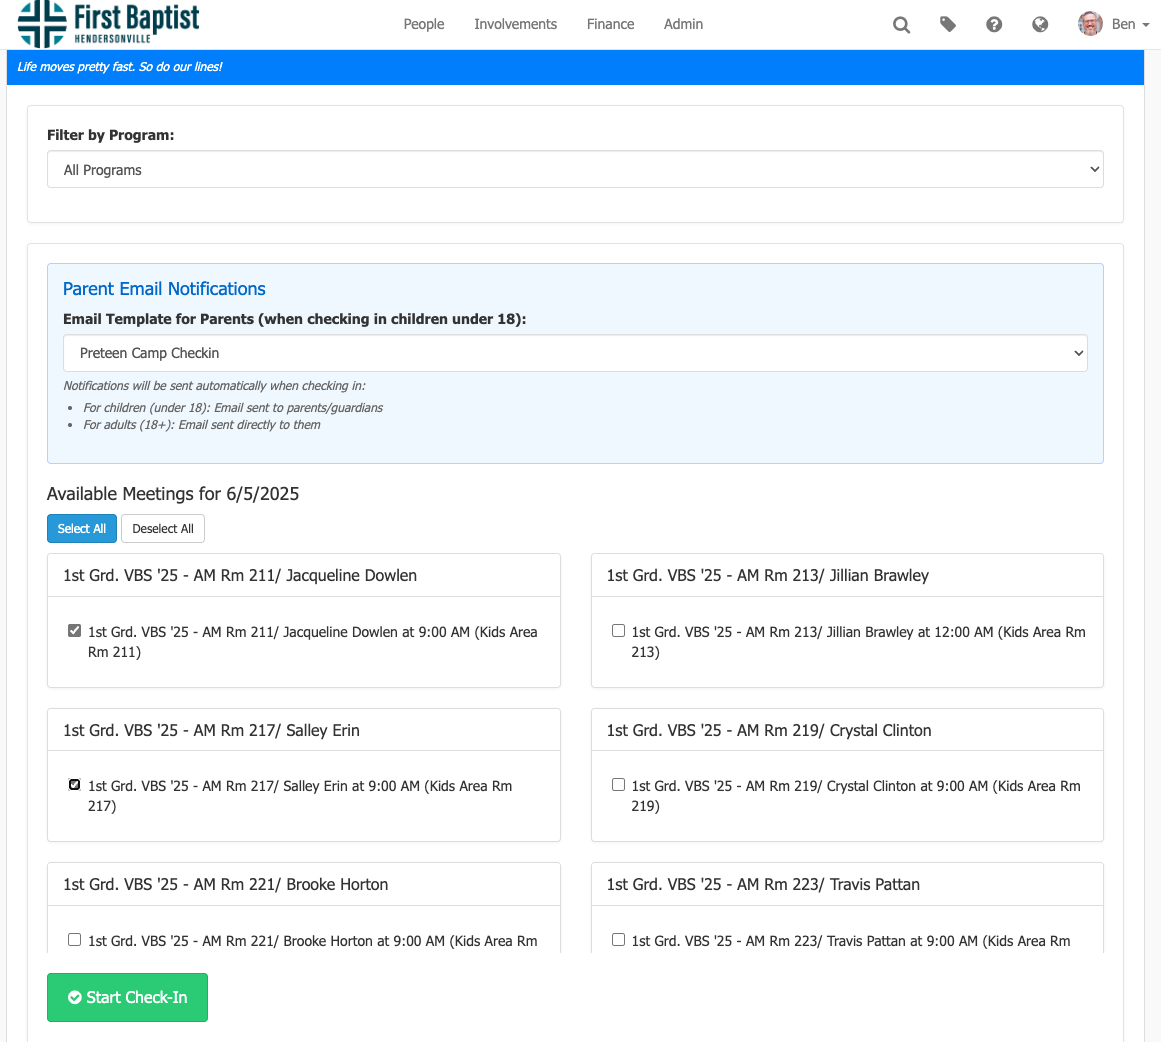 First Baptist
HENDERSONVILLE
People Involvements Finance Admin
Ben
Life moves pretty fast. So do our lines!
Filter by Program:
All Programs
Parent Email Notifications
Email Template for Parents (when checking in children under 18):
Preteen Camp Checkin
Notifications will be sent automatically when checking in:
• For children (under 18): Email sent to parents/guardians
• For adults (18+): Email sent directly to them
Available Meetings for 6/5/2025
Select All Deselect All
1st Grd. VBS '25 - AM Rm 211/ Jacqueline Dowlen
1st Grd. VBS '25 - AM Rm 211/ Jacqueline Dowlen at 9:00 AM (Kids Area
Rm 211)
1st Grd. VBS '25 - AM Rm 213/ Jillian Brawley
1st Grd. VBS '25 - AM Rm 213/ Jillian Brawley at 12:00 AM (Kids Area Rm
213)
1st Grd. VBS '25 - AM Rm 217/ Salley Erin
1st Grd. VBS '25 - AM Rm 217/ Salley Erin at 9:00 AM (Kids Area Rm
217)
1st Grd. VBS '25 - AM Rm 219/ Crystal Clinton
1st Grd. VBS '25 - AM Rm 219/ Crystal Clinton at 9:00 AM (Kids Area Rm
219)
1st Grd. VBS '25 - AM Rm 221/ Brooke Horton
1st Grd. VBS '25 - AM Rm 221/ Brooke Horton at 9:00 AM (Kids Area Rm
1st Grd. VBS '25 - AM Rm 223/ Travis Pattan
1st Grd. VBS '25 - AM Rm 223/ Travis Pattan at 9:00 AM (Kids Area Rm
Start Check-In